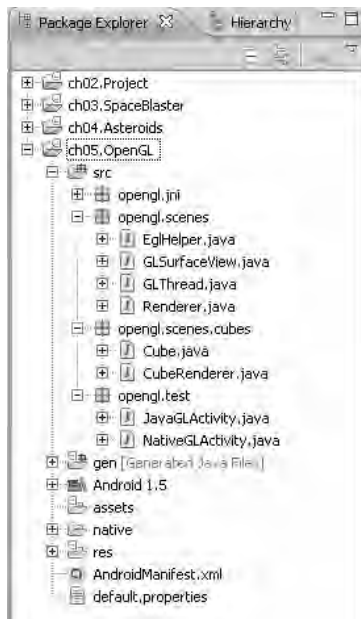 Package Explorer Hierarchy
ch02.Project
ch03.SpaceBlaster
ch04.Asteroids
ch05.OpenGL
src
opengl.jni
opengl.scenes
EglHelper.java
GLSurfaceView.java
GLThread.java
Renderer.java
opengl.scenes.cubes
Cube.java
CubeRenderer.java
opengl.test
JavaGLActivity.java
NativeGLActivity.java
gen [Generated Java Files]
Android 1.5
assets
native
res
AndroidManifest.xml
default.properties